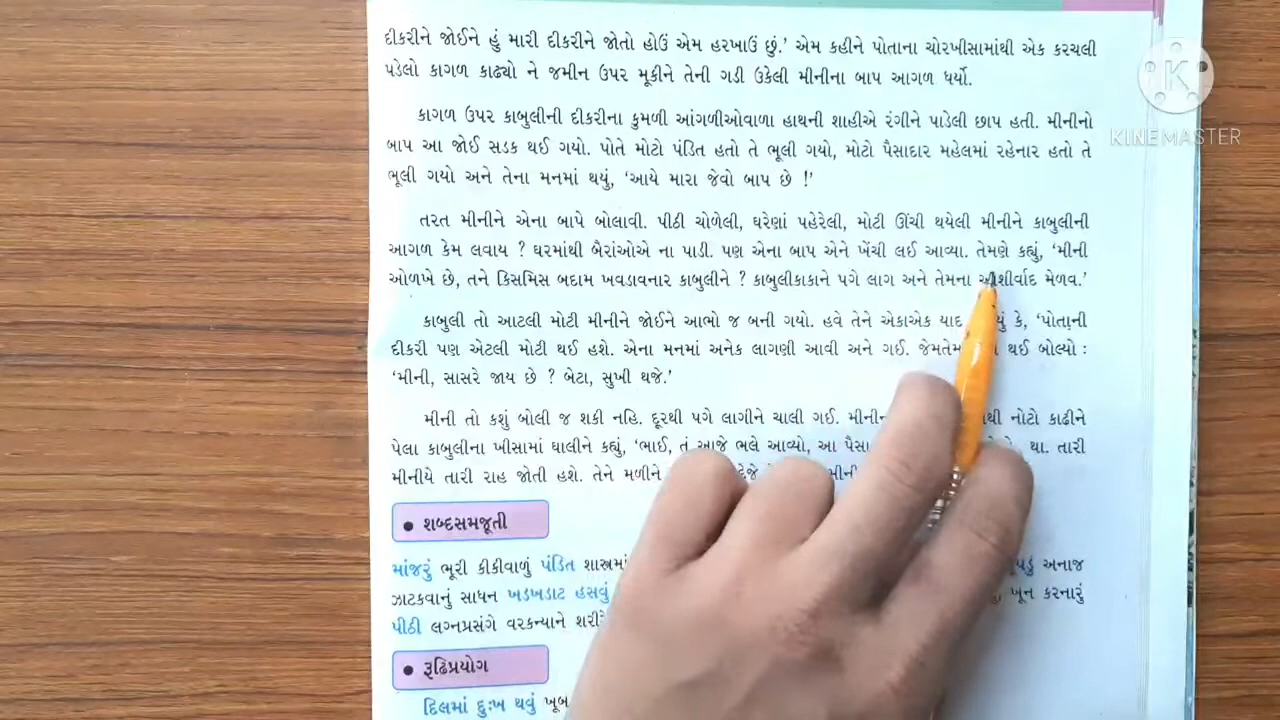 દીકરીને જોઈને હું મારી દીકરીને જોતો હોઉં એમ હરખાઉં છું.’ એમ કહીને પોતાના ચોરખીસામાંથી એક કરચલી
પડેલો કાગળ કાઢ્યો ને જમીન ઉપર મૂકીને તેની ગડી ઉકેલી મીનીના બાપ આગળ ધર્યો.
કાગળ ઉપર કાબુલીની દીકરીના કુમળી આંગળીઓવાળા હાથની શાહીએ રંગીને પાડેલી છાપ હતી. મીનીનો
બાપ આ જોઈ સડક થઈ ગયો. પોતે મોટો પંડિત હતો તે ભૂલી ગયો, મોટો પૈસાદાર મહેલમાં રહેનાર હતો તે
ભૂલી ગયો અને તેના મનમાં થયું, ‘આયે મારા જેવો બાપ છે !’
તરત મીનીને એના બાપે બોલાવી. પીઠી ચોળેલી, ઘરેણાં પહેરેલી, મોટી ઊંચી થયેલી મીનીને કાબુલીની
આગળ કેમ લવાય ? ઘરમાંથી બૈરાંઓએ ના પાડી. પણ એના બાપ એને ખેંચી લઈ આવ્યા. તેમણે કહ્યું, ‘મીની
ઓળખે છે, તને કિસમિસ બદામ ખવડાવનાર કાબુલીને ? કાબુલીકાકાને પગે લાગ અને તેમના આશીર્વાદ મેળવ.’
કાબુલી તો આટલી મોટી મીનીને જોઈને આભો જ બની ગયો. હવે તેને એકાએક યાદ કે, ‘પોતાની
દીકરી પણ એટલી મોટી થઈ હશે. એના મનમાં અનેક લાગણી આવી અને ગઈ. જેમતેમ થઈ બોલ્યો :
‘મીની, સાસરે જાય છે ? બેટા, સુખી થજે.’
મીની તો કશું બોલી જ શકી નહિ. દૂરથી પગે લાગીને ચાલી ગઈ. નોટો કાઢીને
પેલા કાબુલીના ખીસામાં ઘાલીને કહ્યું, ‘ભાઈ, તું આજે ભલે આવ્યો, આ થા. તારી
મીનીયે તારી રાહ જોતી હશે. તેને મળીને
• શબ્દસમજૂતી
માંજરું ભૂરી કીકીવાળું પંડિત અનાજ
ઝાટકવાનું સાધન ખડખડાટ હસવું ખૂન કરનારું
પીઠી લગ્નપ્રસંગે વરકન્યાને
• રૂઢિપ્રયોગ
દિલમાં દુઃખ થવું ખૂબ
K
KINEMASTER